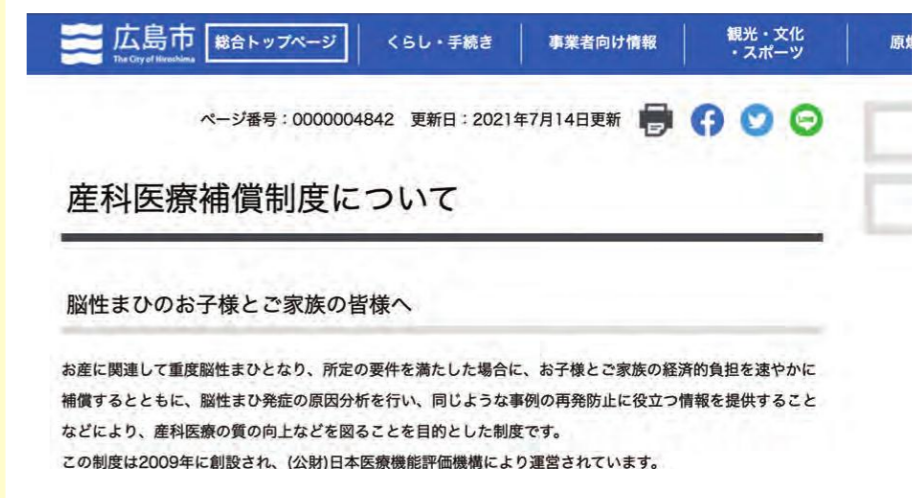 広島市
The City of Hiroshima
総合トップページ
くらし・手続き
事業者向け情報
観光・文化
・スポーツ
ページ番号：0000004842 更新日：2021年7月14日更新
産科医療補償制度について
脳性まひのお子様とご家族の皆様へ
お産に関連して重度脳性まひとなり、所定の要件を満たした場合に、お子様とご家族の経済的負担を速やかに
補償するとともに、脳性まひ発症の原因分析を行い、同じような事例の再発防止に役立つ情報を提供すること
などにより、産科医療の質の向上などを図ることを目的とした制度です。
この制度は2009年に創設され、(公財)日本医療機能評価機構により運営されています。